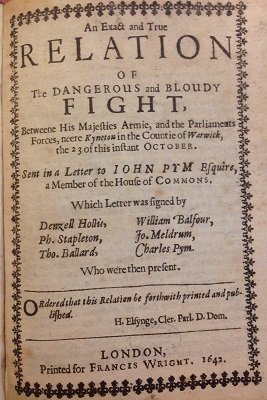 An Exact and True
RELATION
OF
The DANGEROUS and BLOUDY
FIGHT,
Betweene His Majesties Armie, and the Parliaments
Forces, neere Kyneton in the Countie of Warwick,
the 23 of this instant OCTOBER.
Sent in a Letter to IOHN PYM Esquire,
a Member of the House of COMMONS.
Which Letter was signed by
Denzell Hollis, William Balfour,
Ph. Stapleton, Jo. Meldrum,
Tho. Ballard, Charles Pym.
Who were then present.
ORdered that this Relation be forthwith printed and pub-
lished.
H. Elsynge, Cler. Parl. D. Dom.
LONDON,
Printed for FRANCIS WRIGHT. 1642.